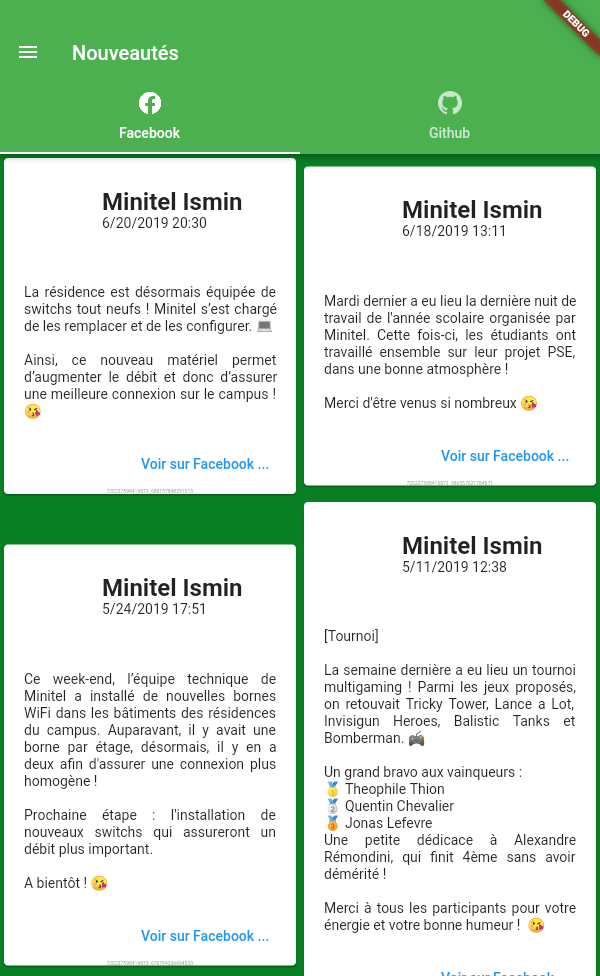 DEBUG
Nouveautés
Facebook
Github
Minitel Ismin
6/20/2019 20:30
La résidence est désormais équipée de
switchs tout neufs ! Minitel s’est chargé
de les remplacer et de les configurer. 💻
Ainsi, ce nouveau matériel permet
d’augmenter le débit et donc d’assurer
une meilleure connexion sur le campus !
😘
Voir sur Facebook ...
Minitel Ismin
6/18/2019 13:11
Mardi dernier a eu lieu la dernière nuit de
travail de l'année scolaire organisée par
Minitel. Cette fois-ci, les étudiants ont
travaillé ensemble sur leur projet PSE,
dans une bonne atmosphère !
Merci d'être venus si nombreux 😘
Voir sur Facebook ...
Minitel Ismin
5/24/2019 17:51
Ce week-end, l’équipe technique de
Minitel a installé de nouvelles bornes
WiFi dans les bâtiments des résidences
du campus. Auparavant, il y avait une
borne par étage, désormais, il y en a
deux afin d'assurer une connexion plus
homogène !
Prochaine étape : l'installation de
nouveaux switchs qui assureront un
débit plus important.
A bientôt ! 😘
Voir sur Facebook ...
Minitel Ismin
5/11/2019 12:38
[Tournoi]
La semaine dernière a eu lieu un tournoi
multigaming ! Parmi les jeux proposés,
on retouvait Tricky Tower, Lance a Lot,
Invisigun Heroes, Balistic Tanks et
Bomberman. 🎮
Un grand bravo aux vainqueurs :
🥇 Theophile Thion
🥈 Quentin Chevalier
🥉 Jonas Lefevre
Une petite dédicace à Alexandre
Rémondini, qui finit 4ème sans avoir
démérité !
Merci à tous les participants pour votre
énergie et votre bonne humeur ! 😘
Voir sur Facebook